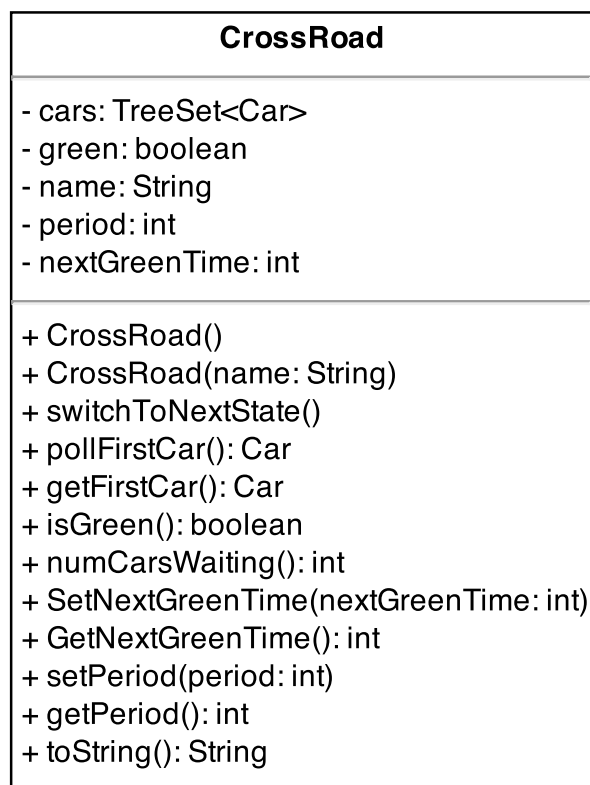 CrossRoad
- cars: TreeSet<Car>
- green: boolean
- name: String
- period: int
- nextGreenTime: int
+ CrossRoad()
+ CrossRoad(name: String)
+ switchToNextState()
+ pollFirstCar(): Car
+ getFirstCar(): Car
+ isGreen(): boolean
+ numCarsWaiting(): int
+ SetNextGreenTime(nextGreenTime: int)
+ GetNextGreenTime(): int
+ setPeriod(period: int)
+ getPeriod(): int
+ toString(): String